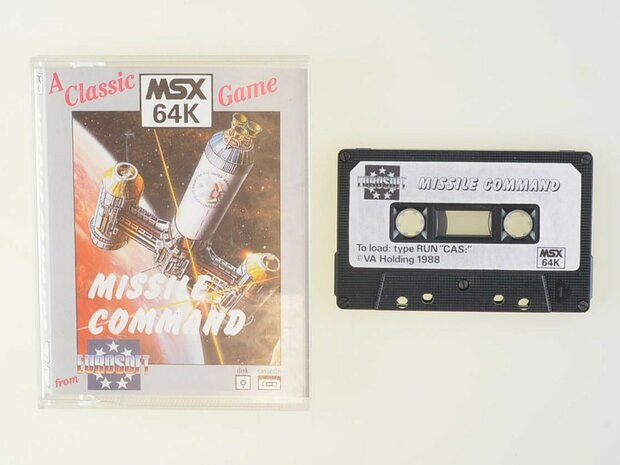 A Classic Game
MSX
64K
MISSILE
COMMAND
from EUROSOFT
disk cassette
EUROSOFT MISSILE COMMAND
To load: type RUN"CAS:"
©VA Holding 1988
MSX
64K